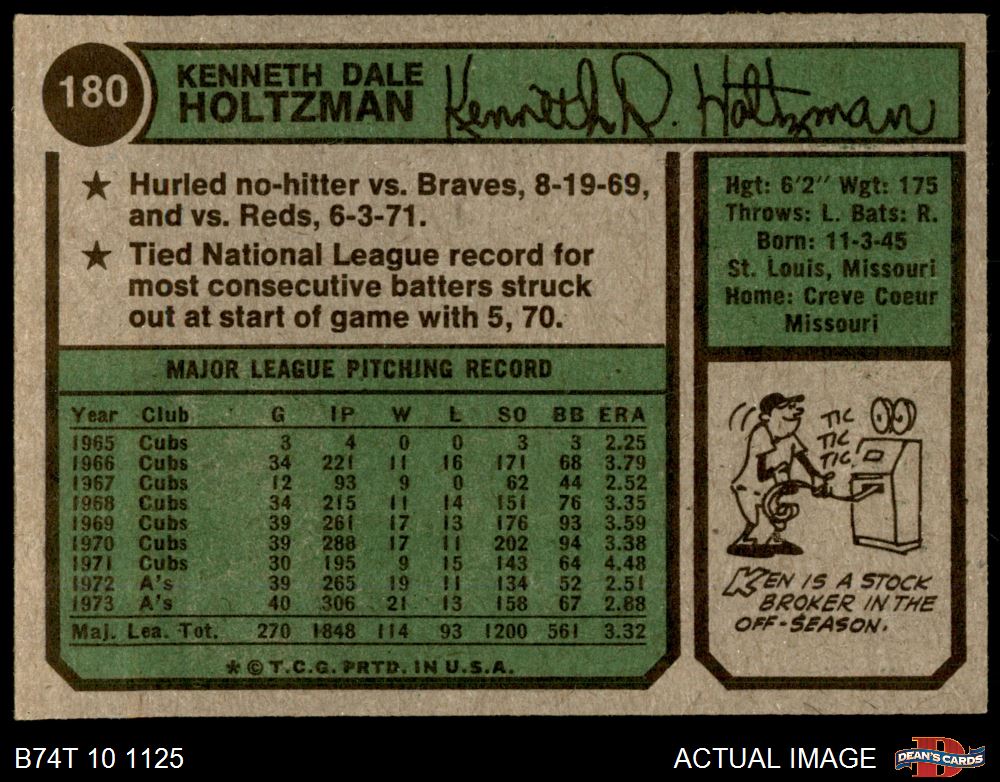 180
KENNETH DALE
HOLTZMAN
Kenneth D. Holtzman
★ Hurled no-hitter vs. Braves, 8-19-69,
and vs. Reds, 6-3-71.
★ Tied National League record for
most consecutive batters struck
out at start of game with 5, 70.
Hgt: 6'2" Wgt: 175
Throws: L. Bats: R.
Born: 11-3-45
St. Louis, Missouri
Home: Creve Coeur
Missouri
MAJOR LEAGUE PITCHING RECORD
Year Club G IP W L SO BB ERA
1965 Cubs 3 4 0 0 3 3 2.25
1966 Cubs 34 221 11 16 171 68 3.79
1967 Cubs 12 93 9 0 62 44 2.52
1968 Cubs 34 215 11 14 151 76 3.35
1969 Cubs 39 261 17 13 176 93 3.59
1970 Cubs 39 288 17 11 202 94 3.38
1971 Cubs 30 195 9 15 143 64 4.48
1972 A's 39 265 19 11 134 52 2.51
1973 A's 40 306 21 13 158 67 2.88
Maj. Lea. Tot. 270 1848 114 93 1200 561 3.32
* © T.C.G. PRTD. IN U.S.A.
TIC
TIC
TIC!
KEN IS A STOCK
BROKER IN THE
OFF-SEASON.
B74T 10 1125
ACTUAL IMAGE
D
DEAN'S CARDS